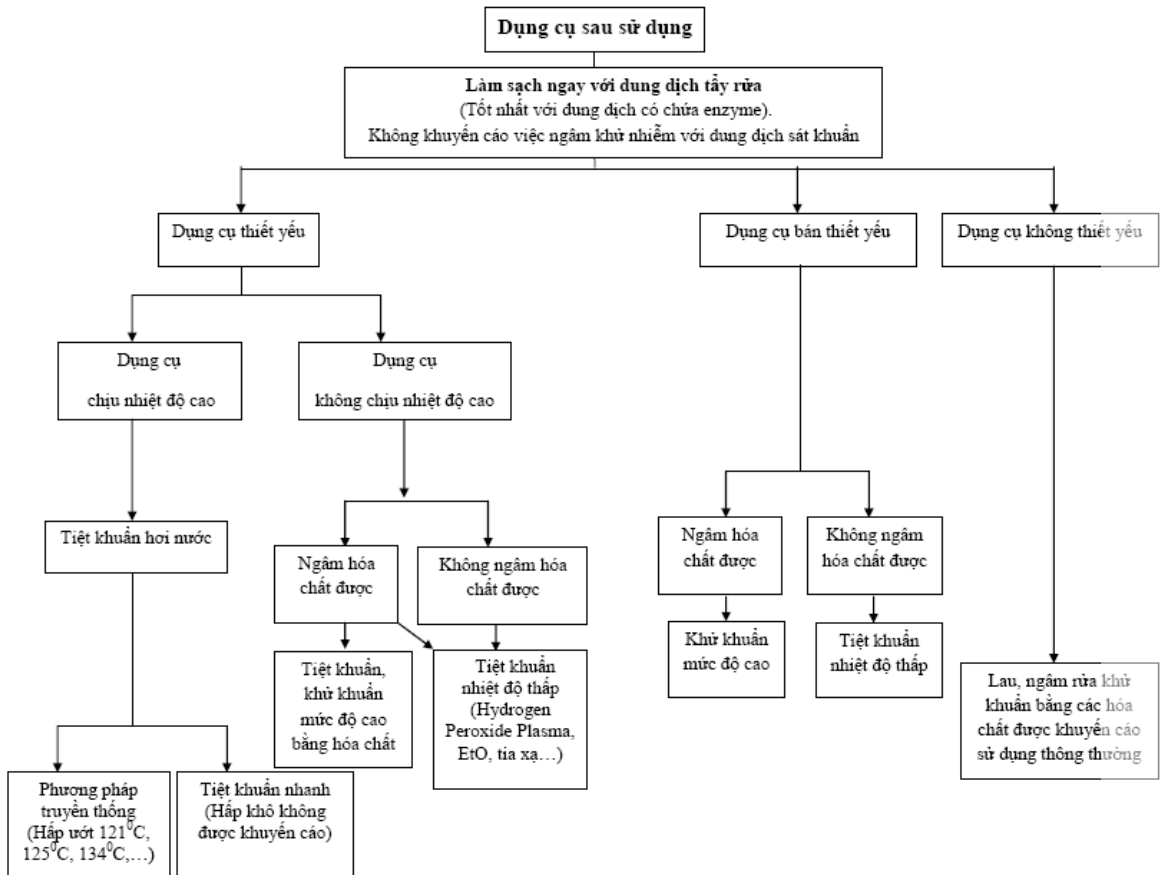 Dụng cụ sau sử dụng
Làm sạch ngay với dung dịch tẩy rửa
(Tốt nhất với dung dịch có chứa enzyme).
Không khuyến cáo việc ngâm khử nhiễm với dung dịch sát khuẩn
Dụng cụ thiết yếu
Dụng cụ bán thiết yếu
Dụng cụ không thiết yếu
Dụng cụ
chịu nhiệt độ cao
Dụng cụ
không chịu nhiệt độ cao
Tiệt khuẩn hơi nước
Ngâm hóa
chất được
Không ngâm hóa
chất được
Ngâm hóa
chất được
Không ngâm
hóa chất được
Khử khuẩn
mức độ cao
Tiệt khuẩn
nhiệt độ thấp
Tiệt khuẩn,
khử khuẩn
mức độ cao
bằng hóa chất
Tiệt khuẩn
nhiệt độ thấp
(Hydrogen
Peroxide Plasma,
EtO, tia xạ…)
Lau, ngâm rửa khử
khuẩn bằng các hóa
chất được khuyến cáo
sử dụng thông thường
Phương pháp
truyền thống
(Hấp ướt 121⁰C,
125⁰C, 134⁰C,…)
Tiệt khuẩn nhanh
(Hấp khô không
được khuyến cáo)